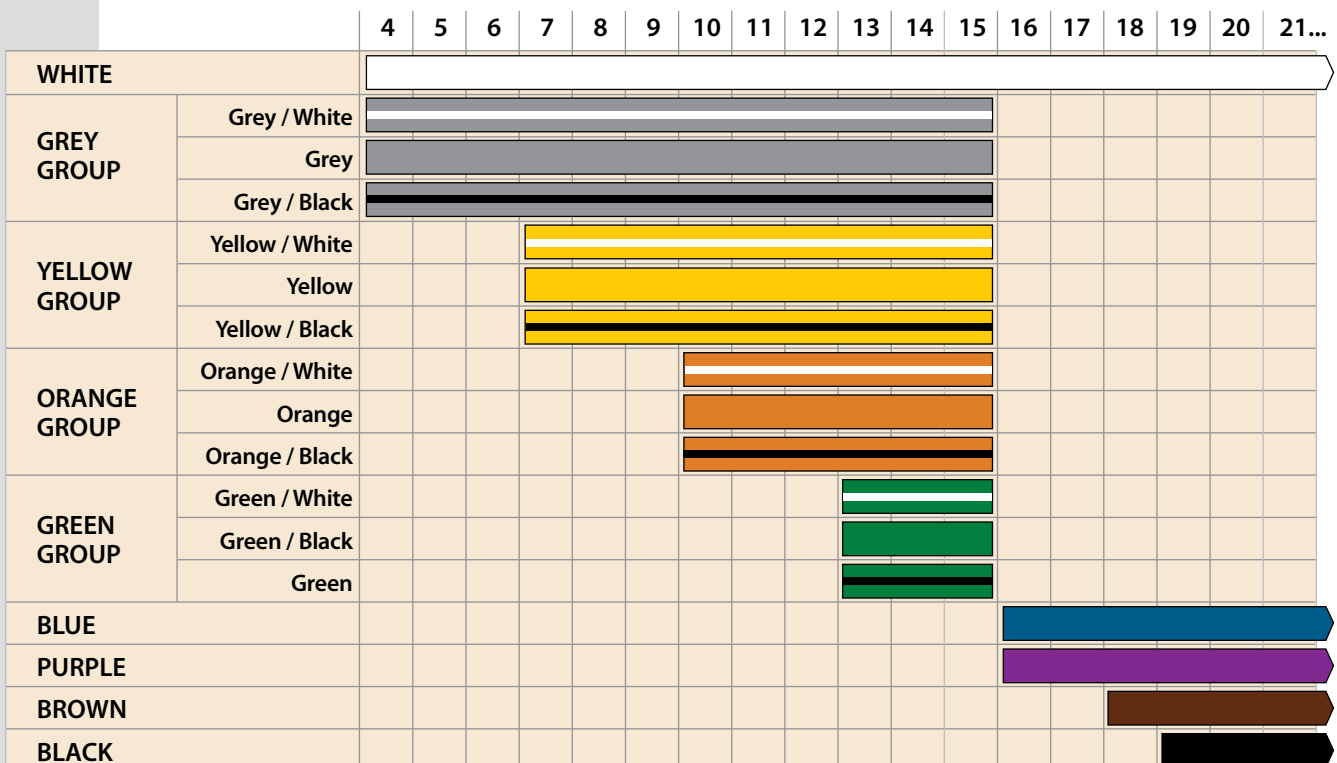 4 5 6 7 8 9 10 11 12 13 14 15 16 17 18 19 20 21...
WHITE
GREY
GROUP
Grey / White
Grey
Grey / Black
YELLOW
GROUP
Yellow / White
Yellow
Yellow / Black
ORANGE
GROUP
Orange / White
Orange
Orange / Black
GREEN
GROUP
Green / White
Green / Black
Green
BLUE
PURPLE
BROWN
BLACK